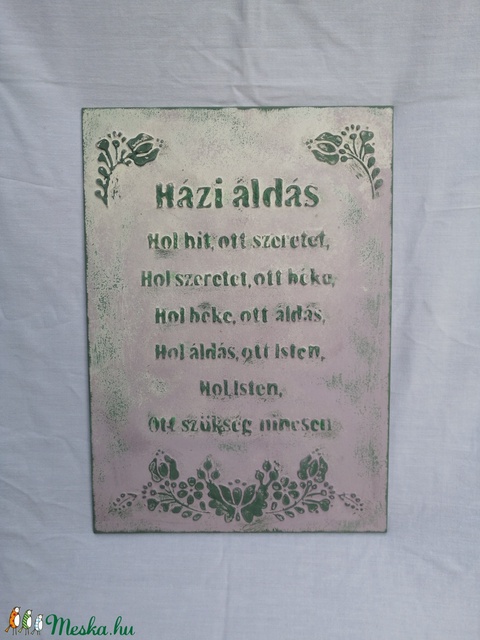 Házi áldás
Hol hit, ott szeretet,
Hol szeretet, ott béke,
Hol béke, ott áldás,
Hol áldás, ott Isten,
Hol Isten,
Ott szükség nincsen
Meska.hu